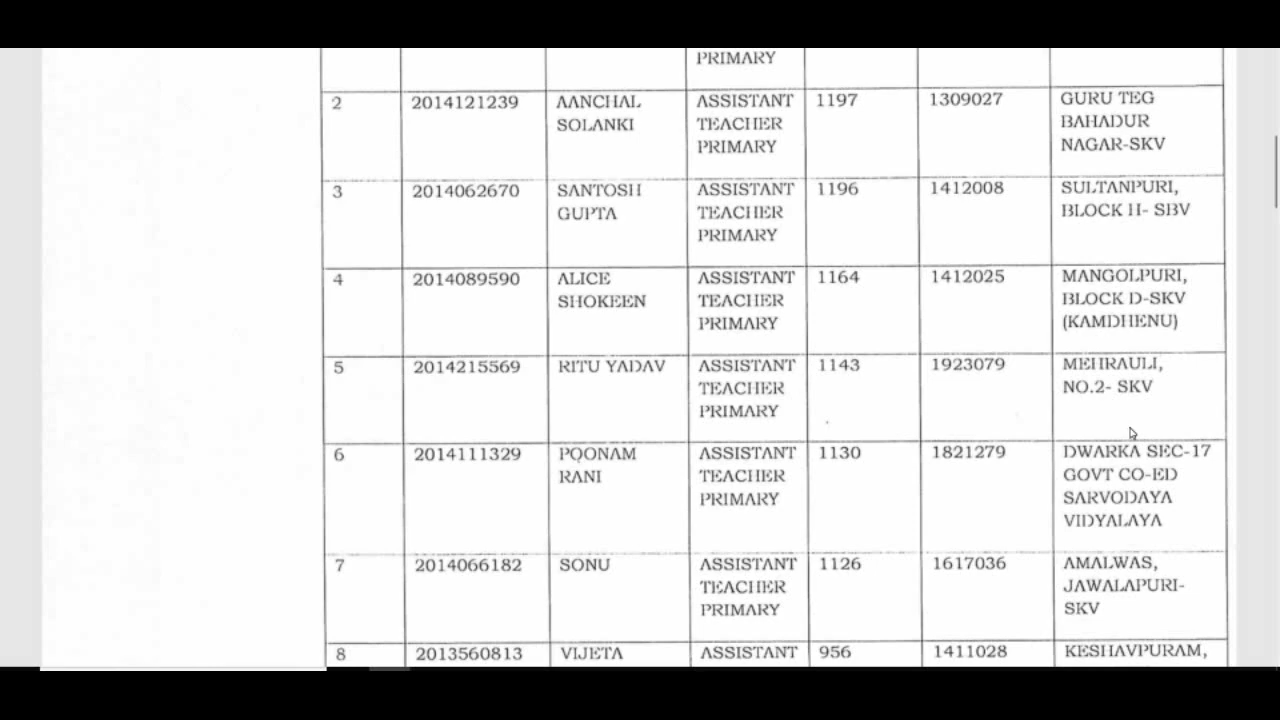 PRIMARY
2 2014121239 AANCHAL ASSISTANT 1197 1309027 GURU TEG
SOLANKI TEACHER BAHADUR
PRIMARY NAGAR-SKV
3 2014062670 SANTOSH ASSISTANT 1196 1412008 SULTANPURI,
GUPTA TEACHER BLOCK H- SBV
PRIMARY
4 2014089590 ALICE ASSISTANT 1164 1412025 MANGOLPURI,
SHOKEEN TEACHER BLOCK D-SKV
PRIMARY (KAMDHENU)
5 2014215569 RITU YADAV ASSISTANT 1143 1923079 MEHRAULI,
TEACHER NO.2- SKV
PRIMARY
6 2014111329 POONAM ASSISTANT 1130 1821279 DWARKA SEC-17
RANI TEACHER GOVT CO-ED
PRIMARY SARVODAYA
VIDYALAYA
7 2014066182 SONU ASSISTANT 1126 1617036 AMALWAS,
TEACHER JAWALAPURI-
PRIMARY SKV
8 2013560813 VIJETA ASSISTANT 956 1411028 KESHAVPURAM,